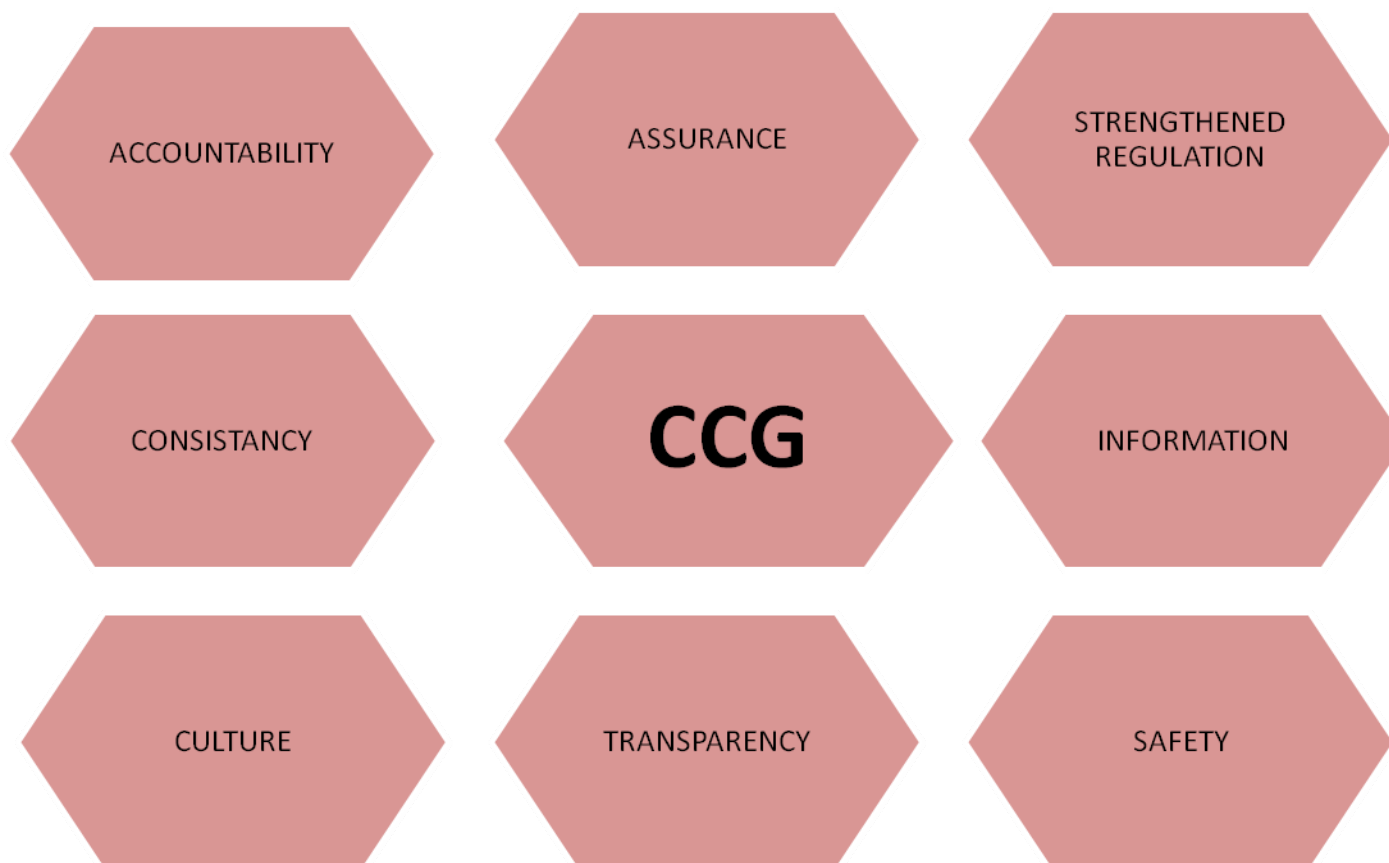 ACCOUNTABILITY
ASSURANCE
STRENGTHENED
REGULATION
CONSISTANCY
CCG
INFORMATION
CULTURE
TRANSPARENCY
SAFETY